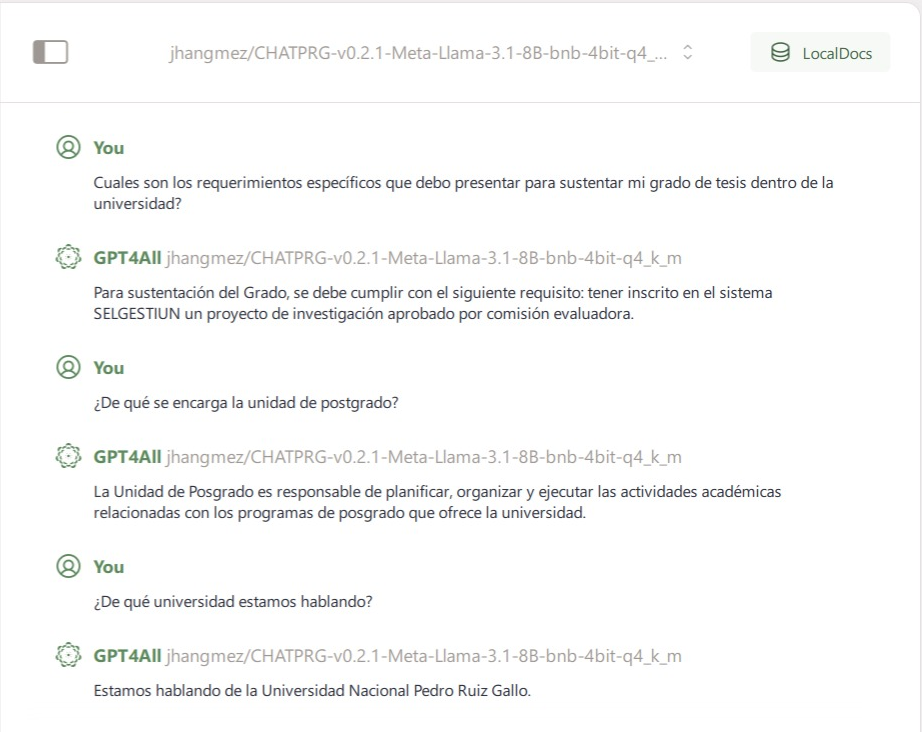 jhangmez/CHATPRG-v0.2.1-Meta-Llama-3.1-8B-bnb-4bit-q4_...
LocalDocs
You
Cuales son los requerimientos específicos que debo presentar para sustentar mi grado de tesis dentro de la
universidad?
GPT4All jhangmez/CHATPRG-v0.2.1-Meta-Llama-3.1-8B-bnb-4bit-q4_k_m
Para sustentación del Grado, se debe cumplir con el siguiente requisito: tener inscrito en el sistema
SELGESTIUN un proyecto de investigación aprobado por comisión evaluadora.
You
¿De qué se encarga la unidad de postgrado?
GPT4All jhangmez/CHATPRG-v0.2.1-Meta-Llama-3.1-8B-bnb-4bit-q4_k_m
La Unidad de Posgrado es responsable de planificar, organizar y ejecutar las actividades académicas
relacionadas con los programas de posgrado que ofrece la universidad.
You
¿De qué universidad estamos hablando?
GPT4All jhangmez/CHATPRG-v0.2.1-Meta-Llama-3.1-8B-bnb-4bit-q4_k_m
Estamos hablando de la Universidad Nacional Pedro Ruiz Gallo.